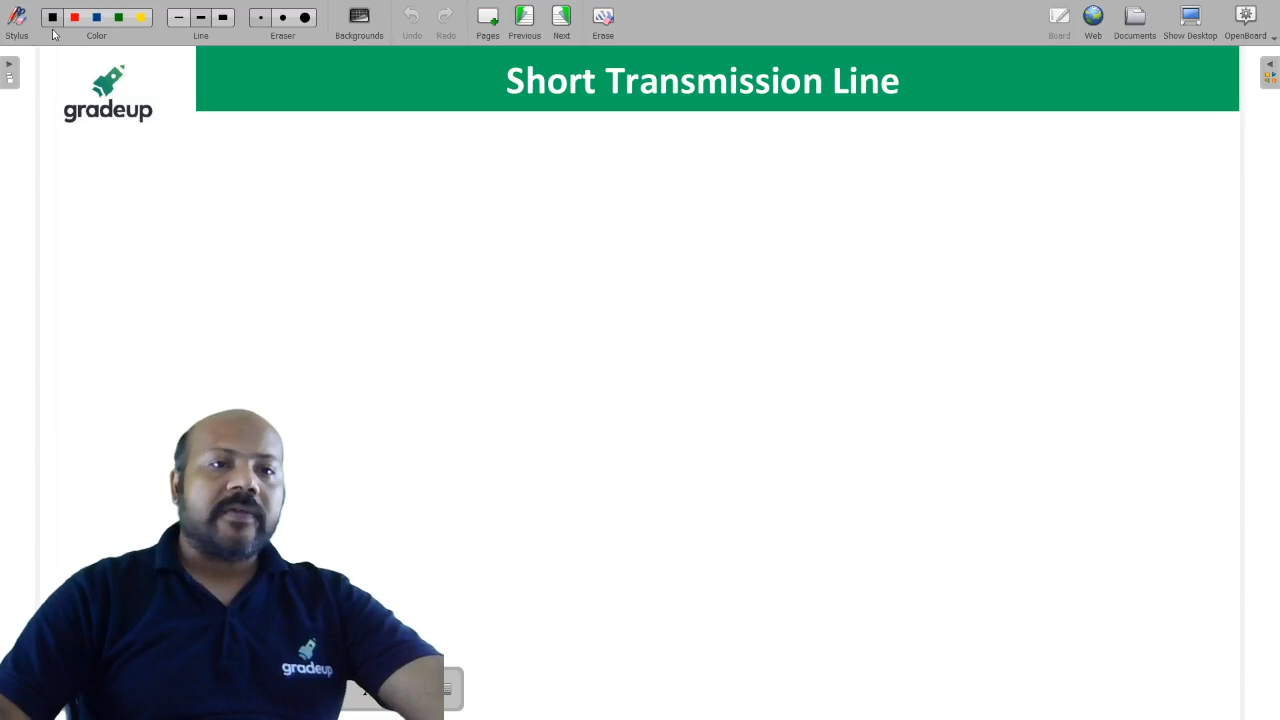 Stylus
Color
Line
Eraser
Backgrounds
Undo
Redo
Pages
Previous
Next
Erase
Board
Web
Documents
Show Desktop
OpenBoard
gradeup
Short Transmission Line
gradeup